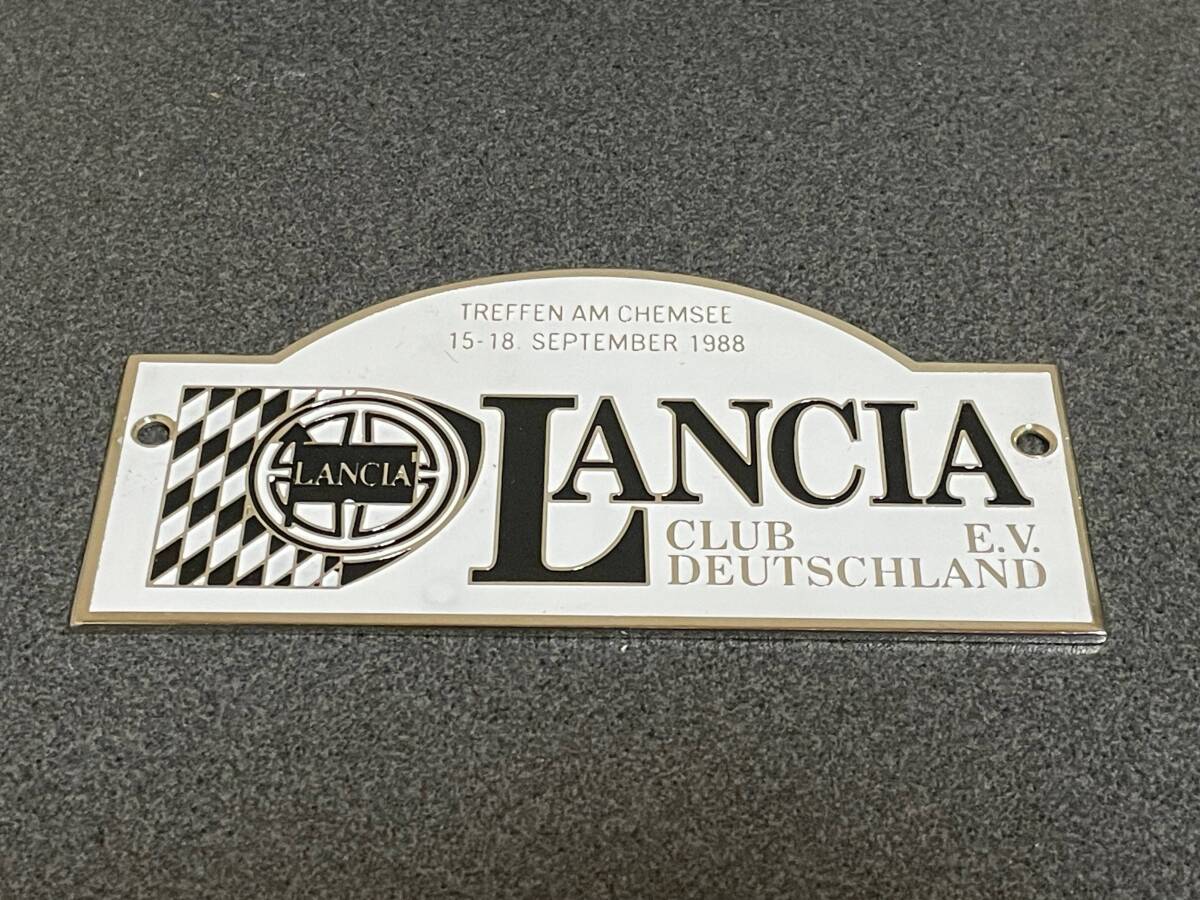 TREFFEN AM CHEMSEE
15-18. SEPTEMBER 1988
LANCIA
LANCIA
CLUB E.V.
DEUTSCHLAND